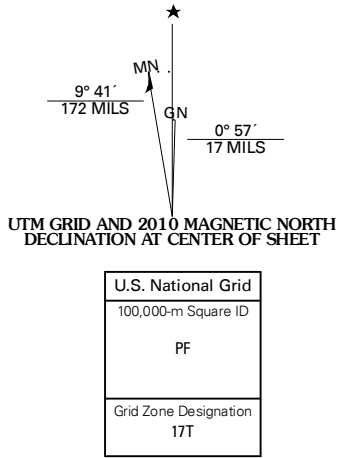 ★
MN
9° 41´
172 MILS
GN
0° 57´
17 MILS
UTM GRID AND 2010 MAGNETIC NORTH
DECLINATION AT CENTER OF SHEET
U.S. National Grid
100,000-m Square ID
PF
Grid Zone Designation
17T